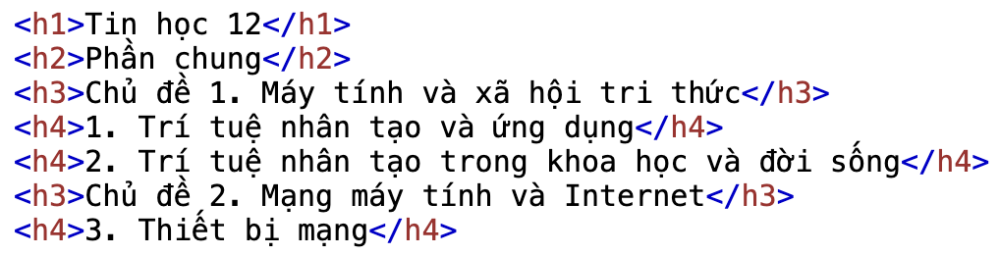 <h1>Tin học 12</h1>
<h2>Phần chung</h2>
<h3>Chủ đề 1. Máy tính và xã hội tri thức</h3>
<h4>1. Trí tuệ nhân tạo và ứng dụng</h4>
<h4>2. Trí tuệ nhân tạo trong khoa học và đời sống</h4>
<h3>Chủ đề 2. Mạng máy tính và Internet</h3>
<h4>3. Thiết bị mạng</h4>